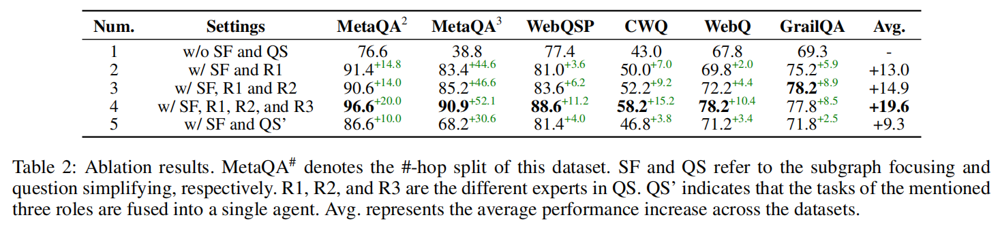 Num. Settings MetaQA² MetaQA³ WebQSP CWQ WebQ GrailQA Avg.
1 w/o SF and QS 76.6 38.8 77.4 43.0 67.8 69.3 -
2 w/ SF and R1 91.4+14.8 83.4+44.6 81.0+3.6 50.0+7.0 69.8+2.0 75.2+5.9 +13.0
3 w/ SF, R1 and R2 90.6+14.0 85.2+46.6 83.6+6.2 52.2+9.2 72.2+4.4 78.2+8.9 +14.9
4 w/ SF, R1, R2, and R3 96.6+20.0 90.9+52.1 88.6+11.2 58.2+15.2 78.2+10.4 77.8+8.5 +19.6
5 w/ SF and QS’ 86.6+10.0 68.2+30.6 81.4+4.0 46.8+3.8 71.2+3.4 71.8+2.5 +9.3
Table 2: Ablation results. MetaQA# denotes the #-hop split of this dataset. SF and QS refer to the subgraph focusing and
question simplifying, respectively. R1, R2, and R3 are the different experts in QS. QS’ indicates that the tasks of the mentioned
three roles are fused into a single agent. Avg. represents the average performance increase across the datasets.